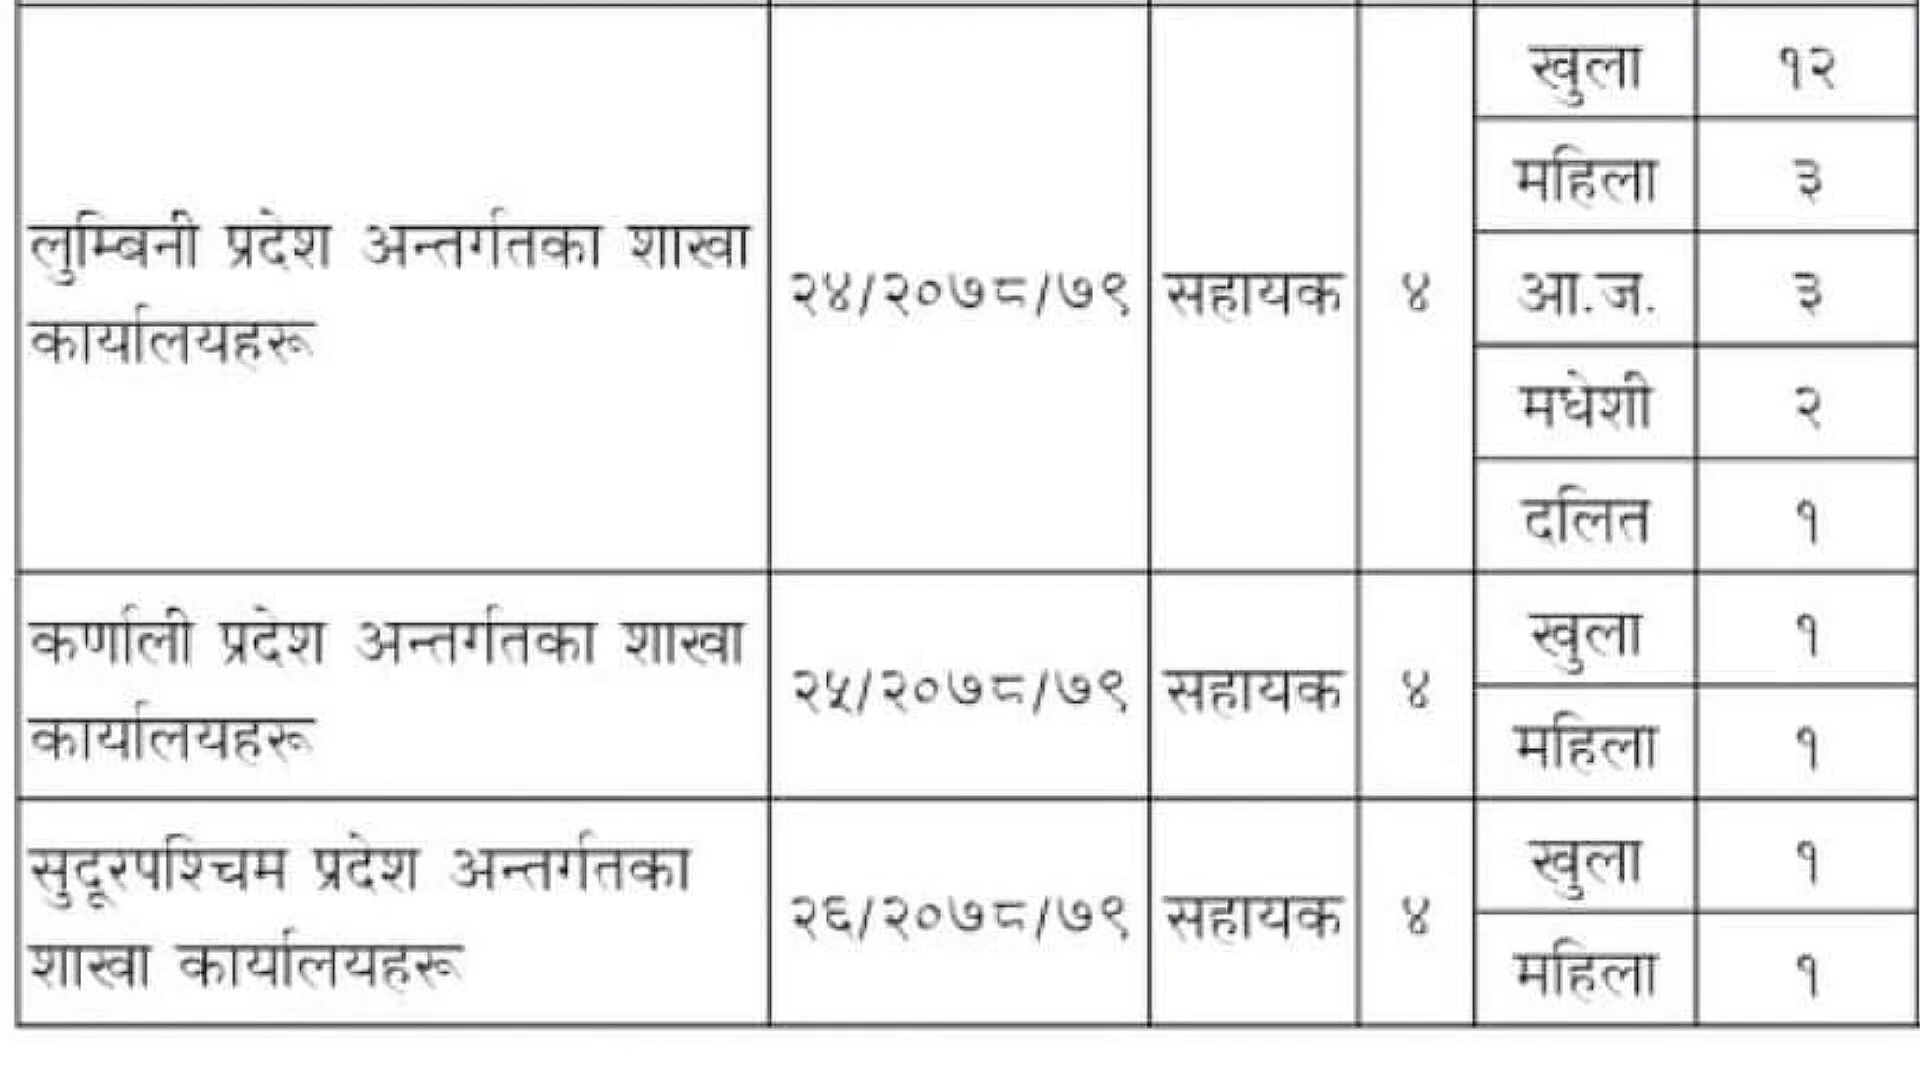 खुला १२
महिला ३
लुम्बिनी प्रदेश अन्तर्गतका शाखा
कार्यालयहरू
२४/२०७८/७९ सहायक ४
आ.ज. ३
मधेशी २
दलित १
कर्णाली प्रदेश अन्तर्गतका शाखा
कार्यालयहरू
२५/२०७८/७९ सहायक ४
खुला १
महिला १
सुदूरपश्चिम प्रदेश अन्तर्गतका
शाखा कार्यालयहरू
२६/२०७८/७९ सहायक ४
खुला १
महिला १